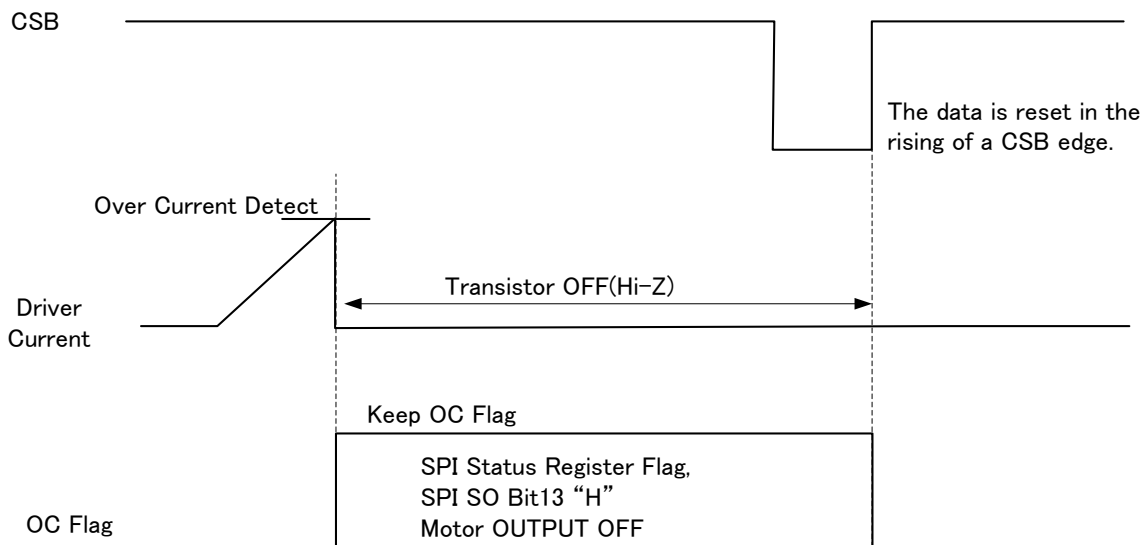 CSB
The data is reset in the
rising of a CSB edge.
Over Current Detect
Transistor OFF(Hi-Z)
Driver
Current
Keep OC Flag
SPI Status Register Flag,
SPI SO Bit13 “H”
Motor OUTPUT OFF
OC Flag